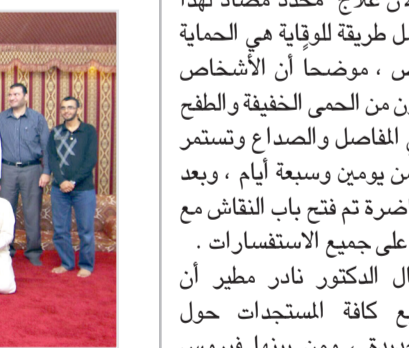 علاج محدد مضاد لهذا
طريقة للوقاية هي الحماية
، موضحاً أن الأشخاص
من الحمى الخفيفة والطفح
المفاصل والصداع وتستمر
من يومين وسبعة أيام ، وبعد
تم فتح باب النقاش مع
على جميع الاستفسارات .
الدكتور نادر مطير أن
كافة المستجدات حول